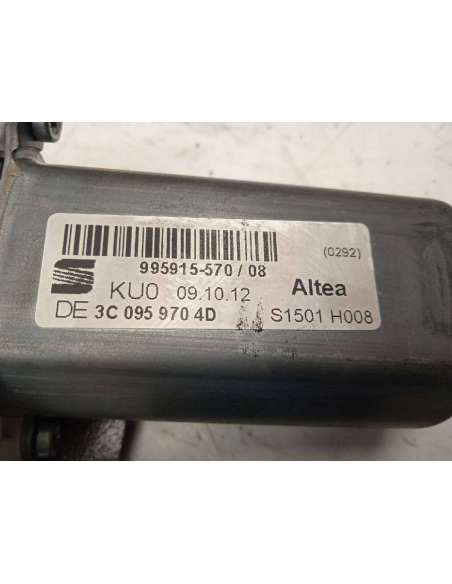 (0292)
995915-570 / 08
KU0 09.10.12 Altea
DE 3C 095 970 4D S1501 H008